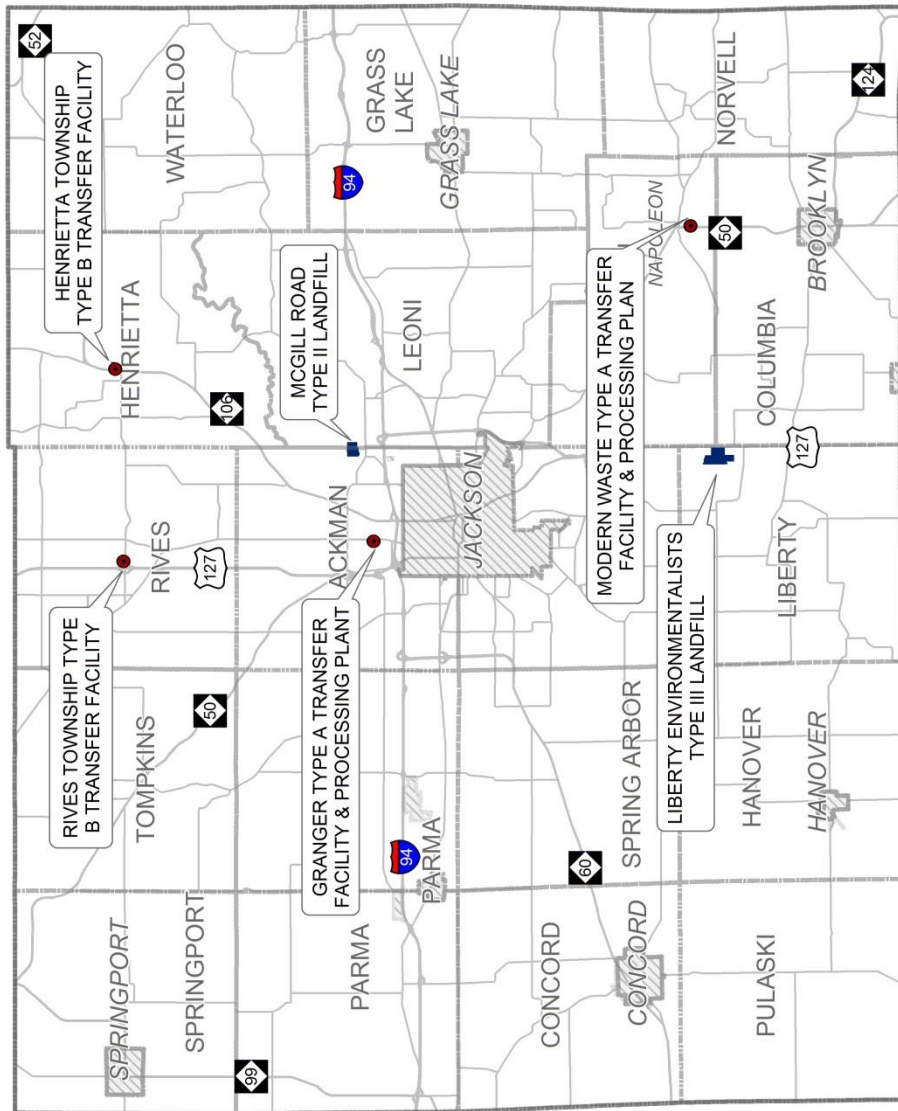 52
RIVES TOWNSHIP TYPE
B TRANSFER FACILITY
HENRIETTA TOWNSHIP
TYPE B TRANSFER FACILITY
SPRINGPORT
HENRIETTA
TOMPKINS
RIVES
WATERLOO
SPRINGPORT
50
127
106
99
GRANGER TYPE A TRANSFER
FACILITY & PROCESSING PLANT
MCGILL ROAD
TYPE II LANDFILL
ACKMAN
94
PARMA
GRASS
LAKE
94
LEONI
PARMA
GRASS LAKE
JACKSON
CONCORD
60
MODERN WASTE TYPE A TRANSFER
FACILITY & PROCESSING PLAN
SPRING ARBOR
CONCORD
NAPOLEON
LIBERTY ENVIRONMENTALISTS
TYPE III LANDFILL
50
NORVELL
HANOVER
PULASKI
COLUMBIA
LIBERTY
127
HANOVER
BROOKLYN
124